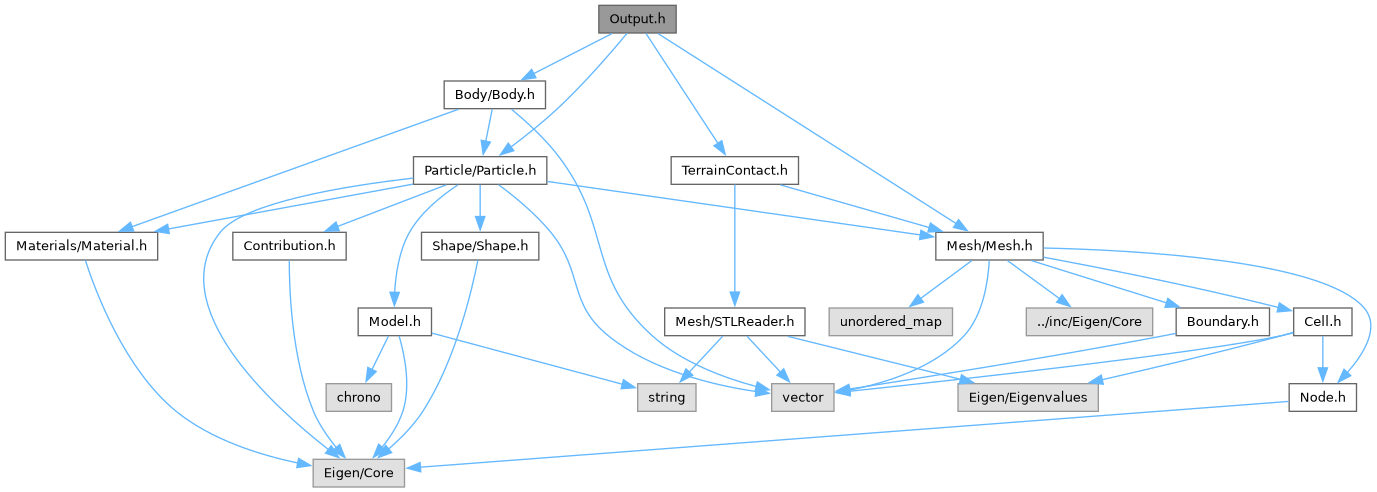 Output.h
Body/Body.h
Particle/Particle.h
TerrainContact.h
Materials/Material.h
Contribution.h
Shape/Shape.h
Mesh/Mesh.h
Model.h
Mesh/STLReader.h
unordered_map
../inc/Eigen/Core
Boundary.h
Cell.h
chrono
string
vector
Eigen/Eigenvalues
Node.h
Eigen/Core